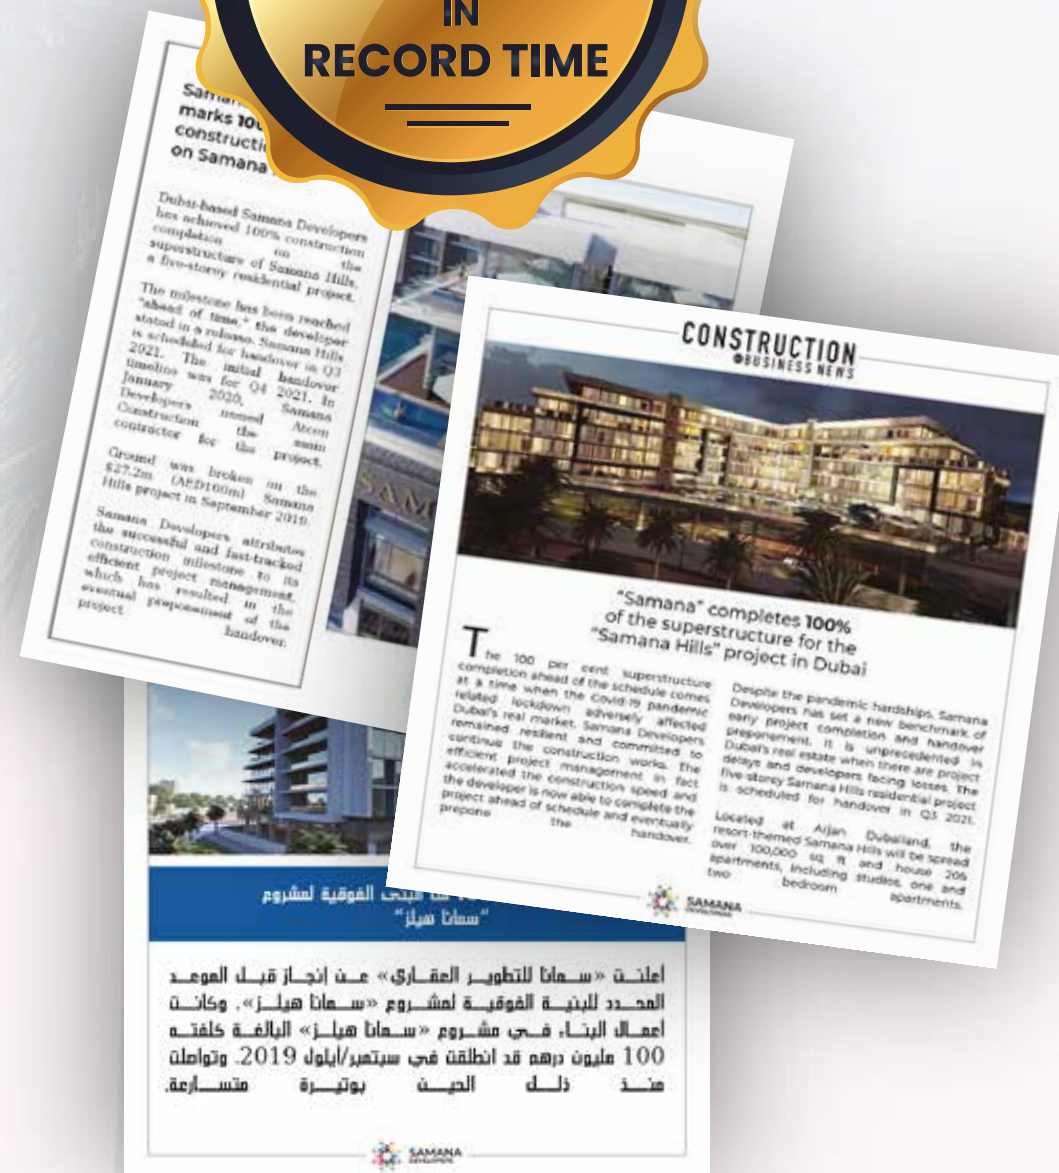 IN
RECORD TIME
marks 100
on Samana
Dubai-based Samana Developers
has achieved 100% construction
completion on the
superstructure of Samana Hills,
a five-storey residential project.
The milestone has been reached
"ahead of time," the developer
stated in a release. Samana Hills
is scheduled for handover in Q3
2021. The initial handover
timeline was for Q4 2021. In
January 2020, Samana
Developers named Atcon
Construction the main
contractor for the project.
Ground was broken on the
$27.2m (AED100m) Samana
Hills project in September 2019.
Samana Developers attributes
the successful and fast-tracked
construction milestone to its
efficient project management,
which has resulted in the
eventual preponement of the
project handover.
SAM
CONSTRUCTION
BUSINESS NEWS
"Samana" completes 100%
of the superstructure for the
"Samana Hills" project in Dubai
The 100 per cent superstructure
completion ahead of the schedule comes
at a time when the Covid-19 pandemic
related lockdown adversely affected
Dubai's real market. Samana Developers
remained resilient and committed to
continue the construction works. The
efficient project management in fact
accelerated the construction speed and
the developer is now able to complete the
project ahead of schedule and eventually
prepone the handover.
Despite the pandemic hardships, Samana
Developers has set a new benchmark of
early project completion and handover
preponement. It is unprecedented in
Dubai's real estate when there are project
delays and developers facing losses. The
five-storey Samana Hills residential project
is scheduled for handover in Q3 2021.
Located at Arjan Dubailand, the
resort-themed Samana Hills will be spread
over 100,000 sq ft and house 206
apartments, including studios, one and
two bedroom apartments.
SAMANA
DEVELOPERS
الفوقية لمشروع
"سمانا هيلز"
أعلنت «سمانا للتطوير العقاري» عن إنجاز قبل الموعد
المحدد للبنية الفوقية لمشروع «سمانا هيلز». وكانت
أعمال البناء في مشروع «سمانا هيلز» البالغة كلفته
100 مليون درهم قد انطلقت في سبتمبر/أيلول 2019. وتواصلت
منذ ذلك الحين بوتيرة متسارعة.
SAMANA
DEVELOPERS